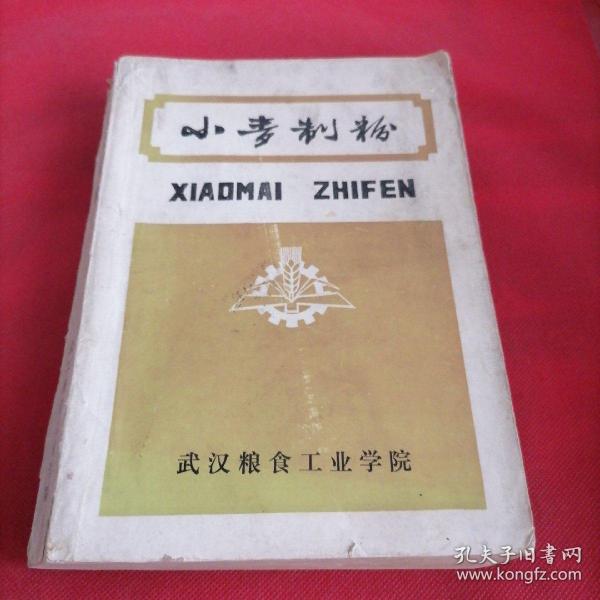 小麦制粉
XIAOMAI ZHIFEN
武汉粮食工业学院
孔夫子旧書网
www.kongfz.com